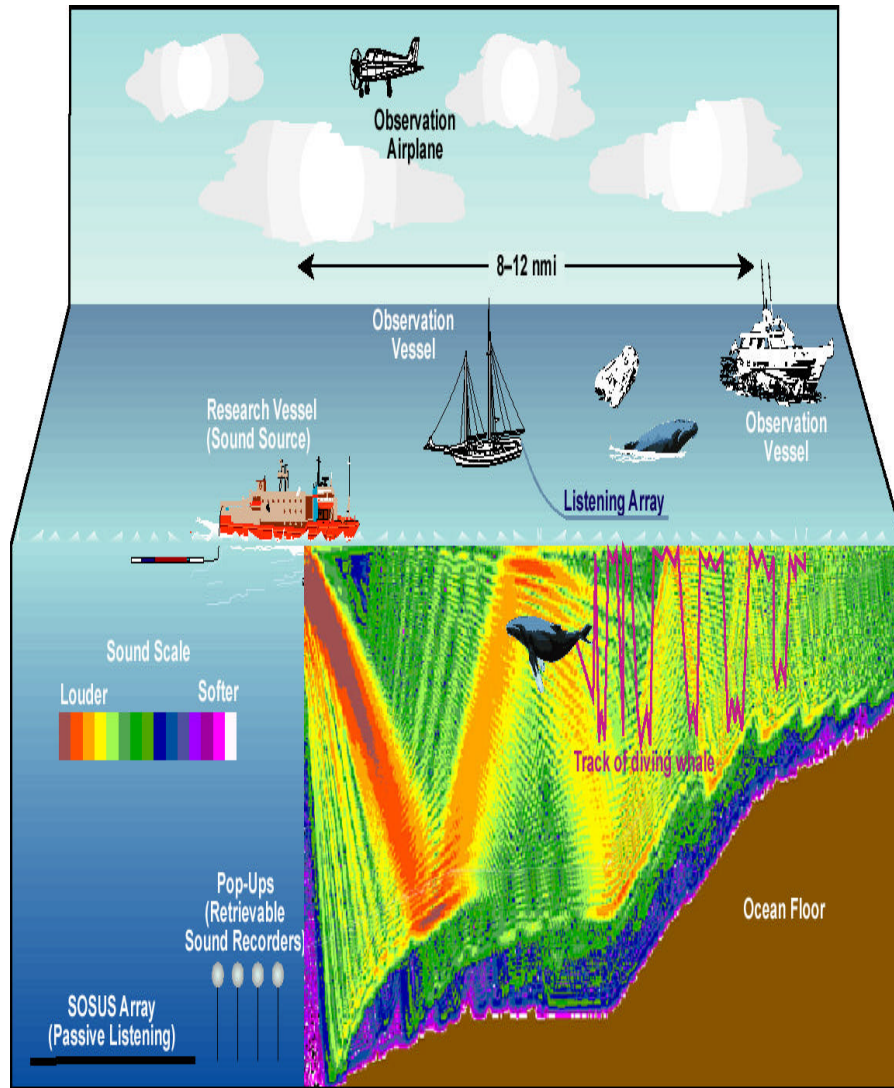 Observation
Airplane
8–12 nmi
Observation
Vessel
Research Vessel
(Sound Source)
Observation
Vessel
Listening Array
Sound Scale
Louder
Softer
Track of diving whale
Pop-Ups
(Retrievable
Sound Recorders)
Ocean Floor
SOSUS Array
(Passive Listening)